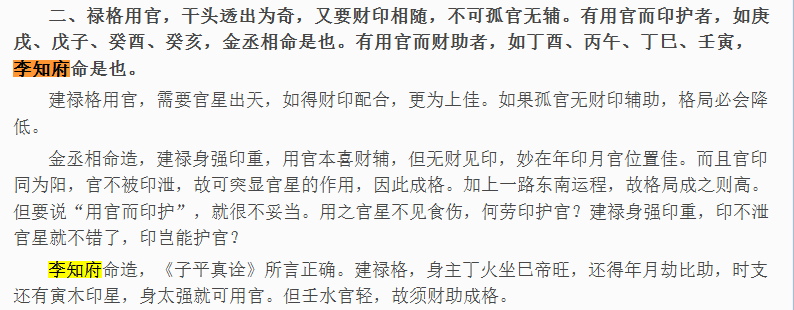 二、禄格用官，干头透出为奇，又要财印相随，不可孤官无辅。有用官而印护者，如庚
戌、戊子、癸酉、癸亥，金丞相命是也。有用官而财助者，如丁酉、丙午、丁巳、壬寅，
李知府命是也。
建禄格用官，需要官星出天，如得财印配合，更为上佳。如果孤官无财印辅助，格局必会降
低。
金丞相命造，建禄身强印重，用官本喜财辅，但无财见印，妙在年印月官位置佳。而且官印
同为阳，官不被印泄，故可突显官星的作用，因此成格。加上一路东南运程，故格局成之则高。
但要说“用官而印护”，就很不妥当。用之官星不见食伤，何劳印护官？建禄身强印重，印不泄
官星就不错了，印岂能护官？
李知府命造，《子平真诠》所言正确。建禄格，身主丁火坐巳帝旺，还得年月劫比助，时支
还有寅木印星，身太强就可用官。但壬水官轻，故须财助成格。